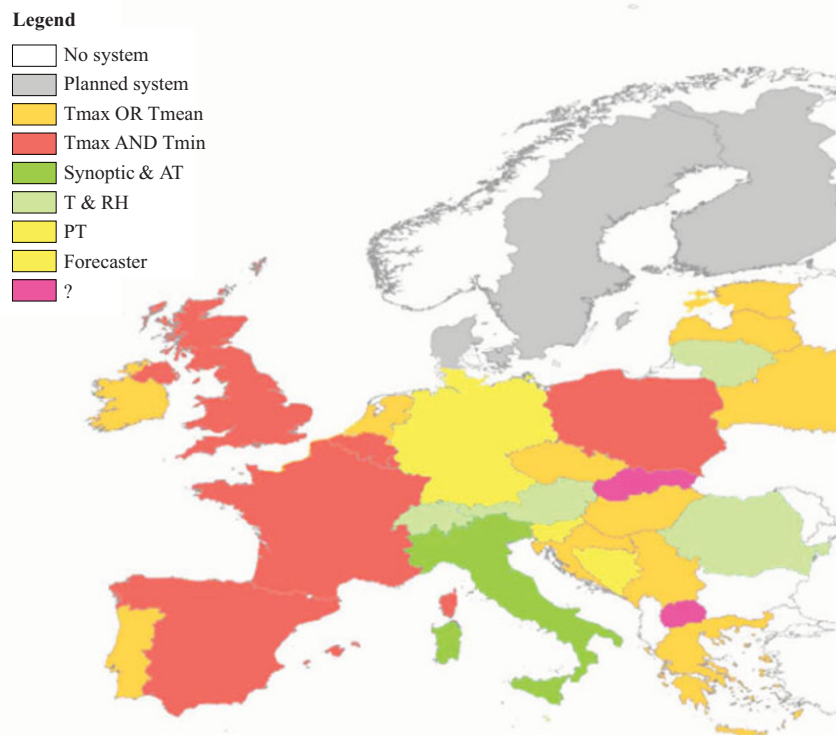 Legend
No system
Planned system
Tmax OR Tmean
Tmax AND Tmin
Synoptic & AT
T & RH
PT
Forecaster
?